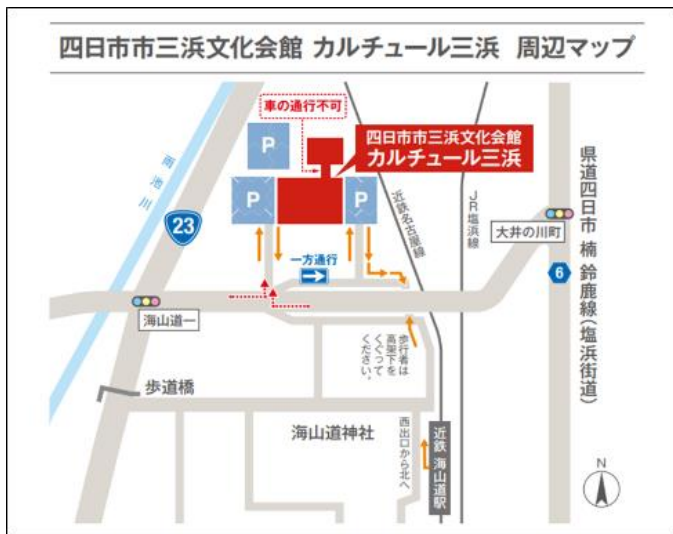 四日市市三浜文化会館 カルチュール三浜 周辺マップ
車の通行不可
P
四日市市三浜文化会館
カルチュール三浜
雨池川
23
P
P
近鉄名古屋線
JR塩浜線
大井の川町
県道四日市 楠 鈴鹿線(塩浜街道)
6
一方通行
海山道一
歩行者は
高架下を
くぐって
ください。
歩道橋
海山道神社
西出口から北へ
近鉄 海山道駅
N